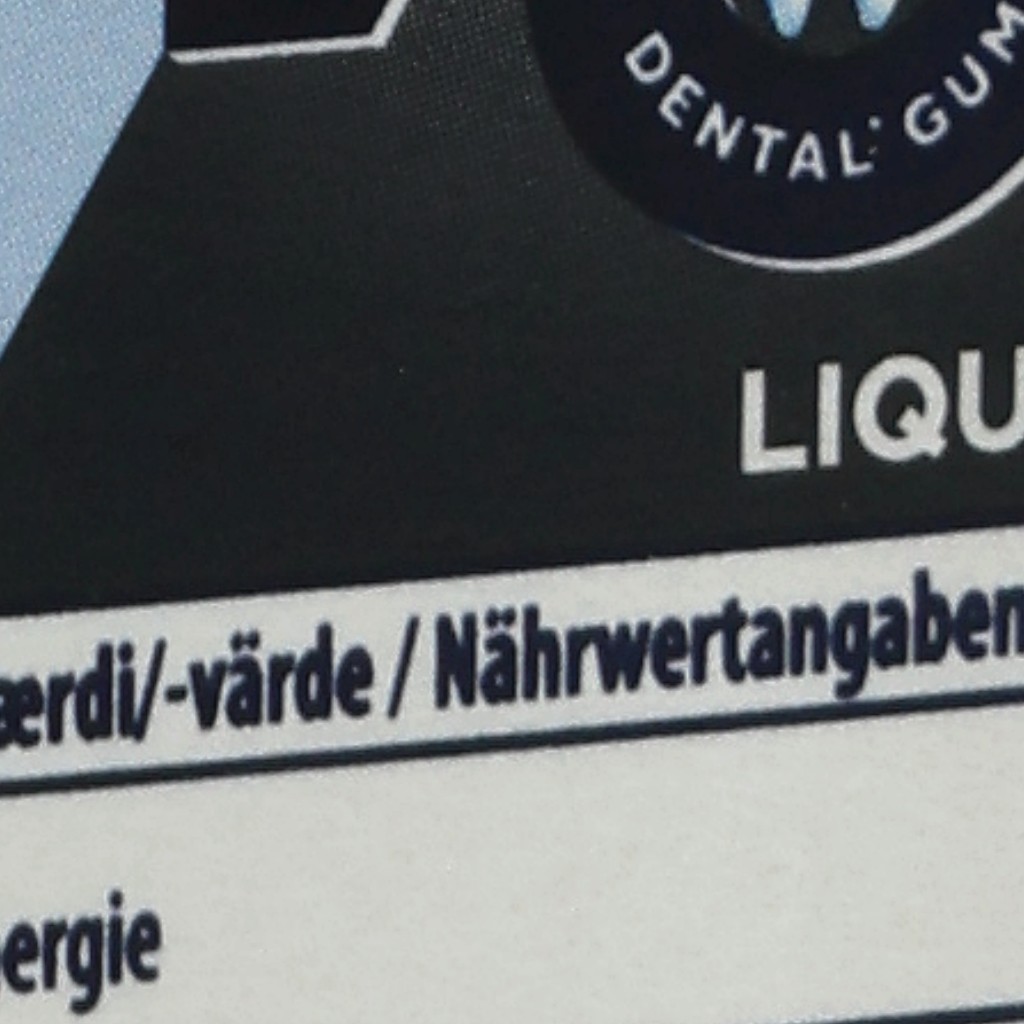 DENTAL GUM
LIQU
ærdi/-värde / Nährwertangaben
ergie